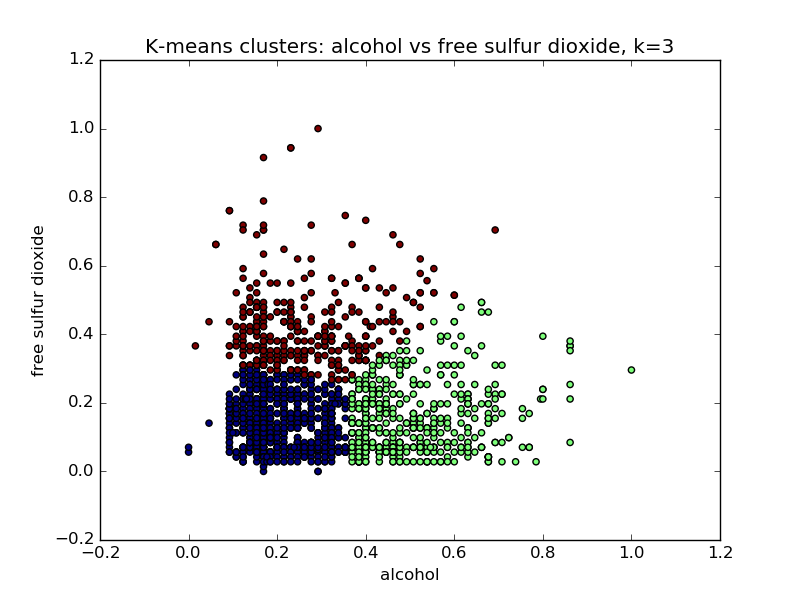 K-means clusters: alcohol vs free sulfur dioxide, k=3
1.2
1.0
0.8
0.6
0.4
0.2
0.0
−0.2
free sulfur dioxide
−0.2 0.0 0.2 0.4 0.6 0.8 1.0 1.2
alcohol